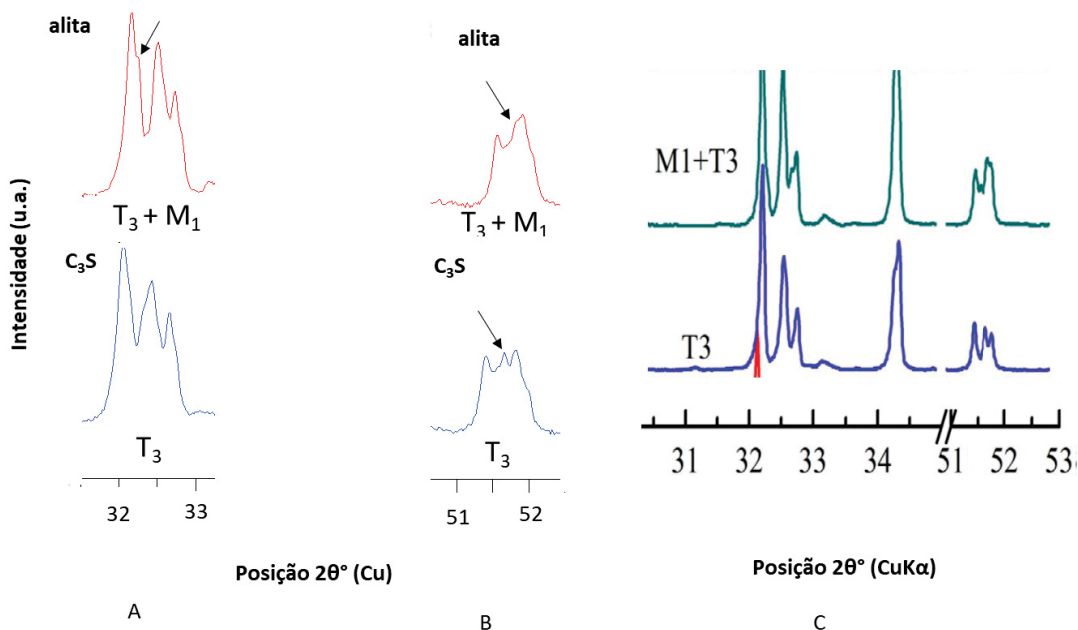 alita
T₃ + M₁
C₃S
T₃
32 33
Intensidade (u.a.)
alita
T₃ + M₁
C₃S
T₃
51 52
Posição 2θ° (Cu)
A
B
M1+T3
T3
31 32 33 34 51 52 53
Posição 2θ° (CuKα)
C